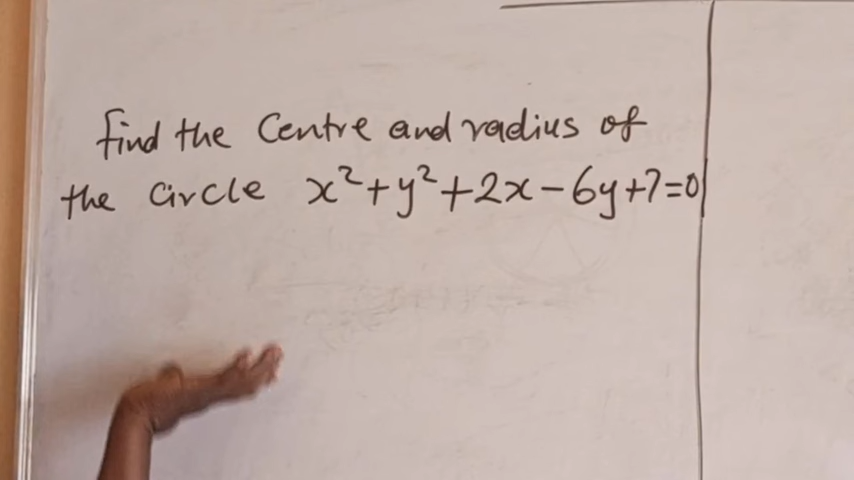 find the Centre and radius of
the Circle x²+y²+2x-6y+7=0